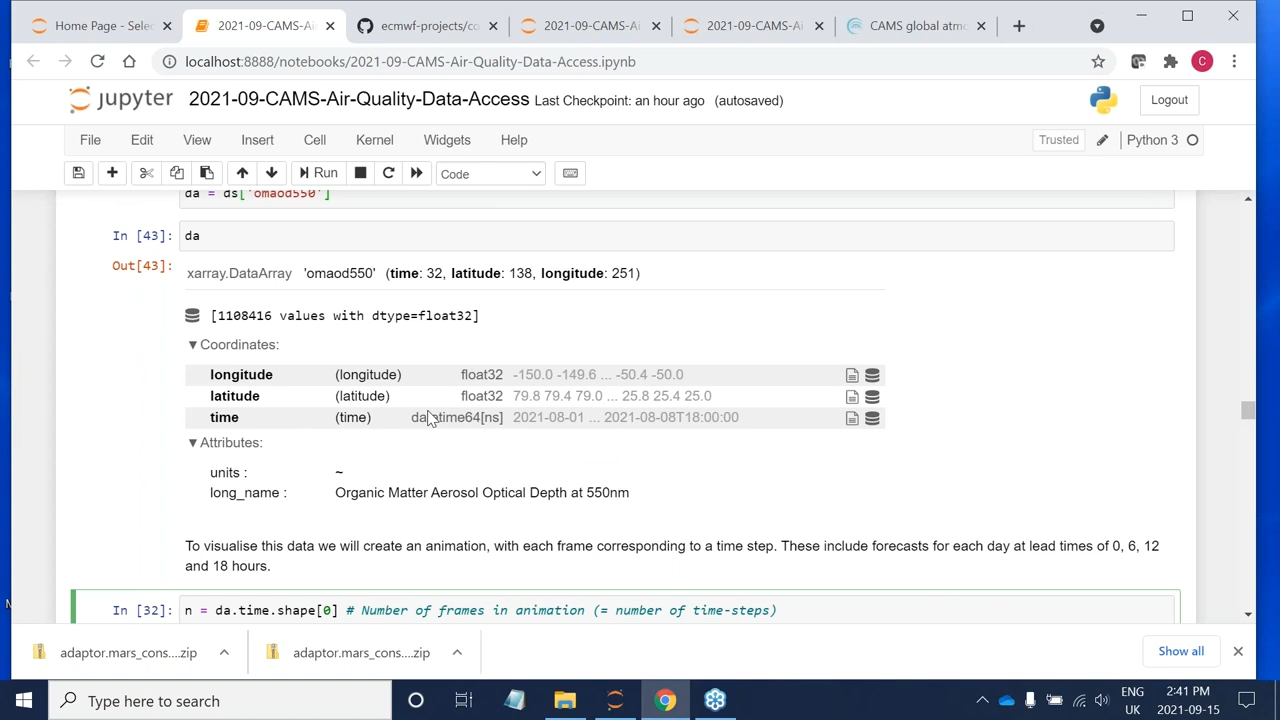 Home Page - Selec
2021-09-CAMS-Ai
ecmwf-projects/co
2021-09-CAMS-Ai
2021-09-CAMS-Ai
CAMS global atmo
localhost:8888/notebooks/2021-09-CAMS-Air-Quality-Data-Access.ipynb
C
jupyter 2021-09-CAMS-Air-Quality-Data-Access Last Checkpoint: an hour ago (autosaved)
Logout
File Edit View Insert Cell Kernel Widgets Help
Trusted Python 3
Run Code
da = ds['omaod550']
In [43]: da
Out[43]: xarray.DataArray 'omaod550' (time: 32, latitude: 138, longitude: 251)
[1108416 values with dtype=float32]
▼Coordinates:
longitude (longitude) float32 -150.0 -149.6 ... -50.4 -50.0
latitude (latitude) float32 79.8 79.4 79.0 ... 25.8 25.4 25.0
time (time) datetime64[ns] 2021-08-01 ... 2021-08-08T18:00:00
▼Attributes:
units : ~
long_name : Organic Matter Aerosol Optical Depth at 550nm
To visualise this data we will create an animation, with each frame corresponding to a time step. These include forecasts for each day at lead times of 0, 6, 12
and 18 hours.
In [32]: n = da.time.shape[0] # Number of frames in animation (= number of time-steps)
adaptor.mars_cons....zip
adaptor.mars_cons....zip
Show all
Type here to search
ENG
UK
2:41 PM
2021-09-15